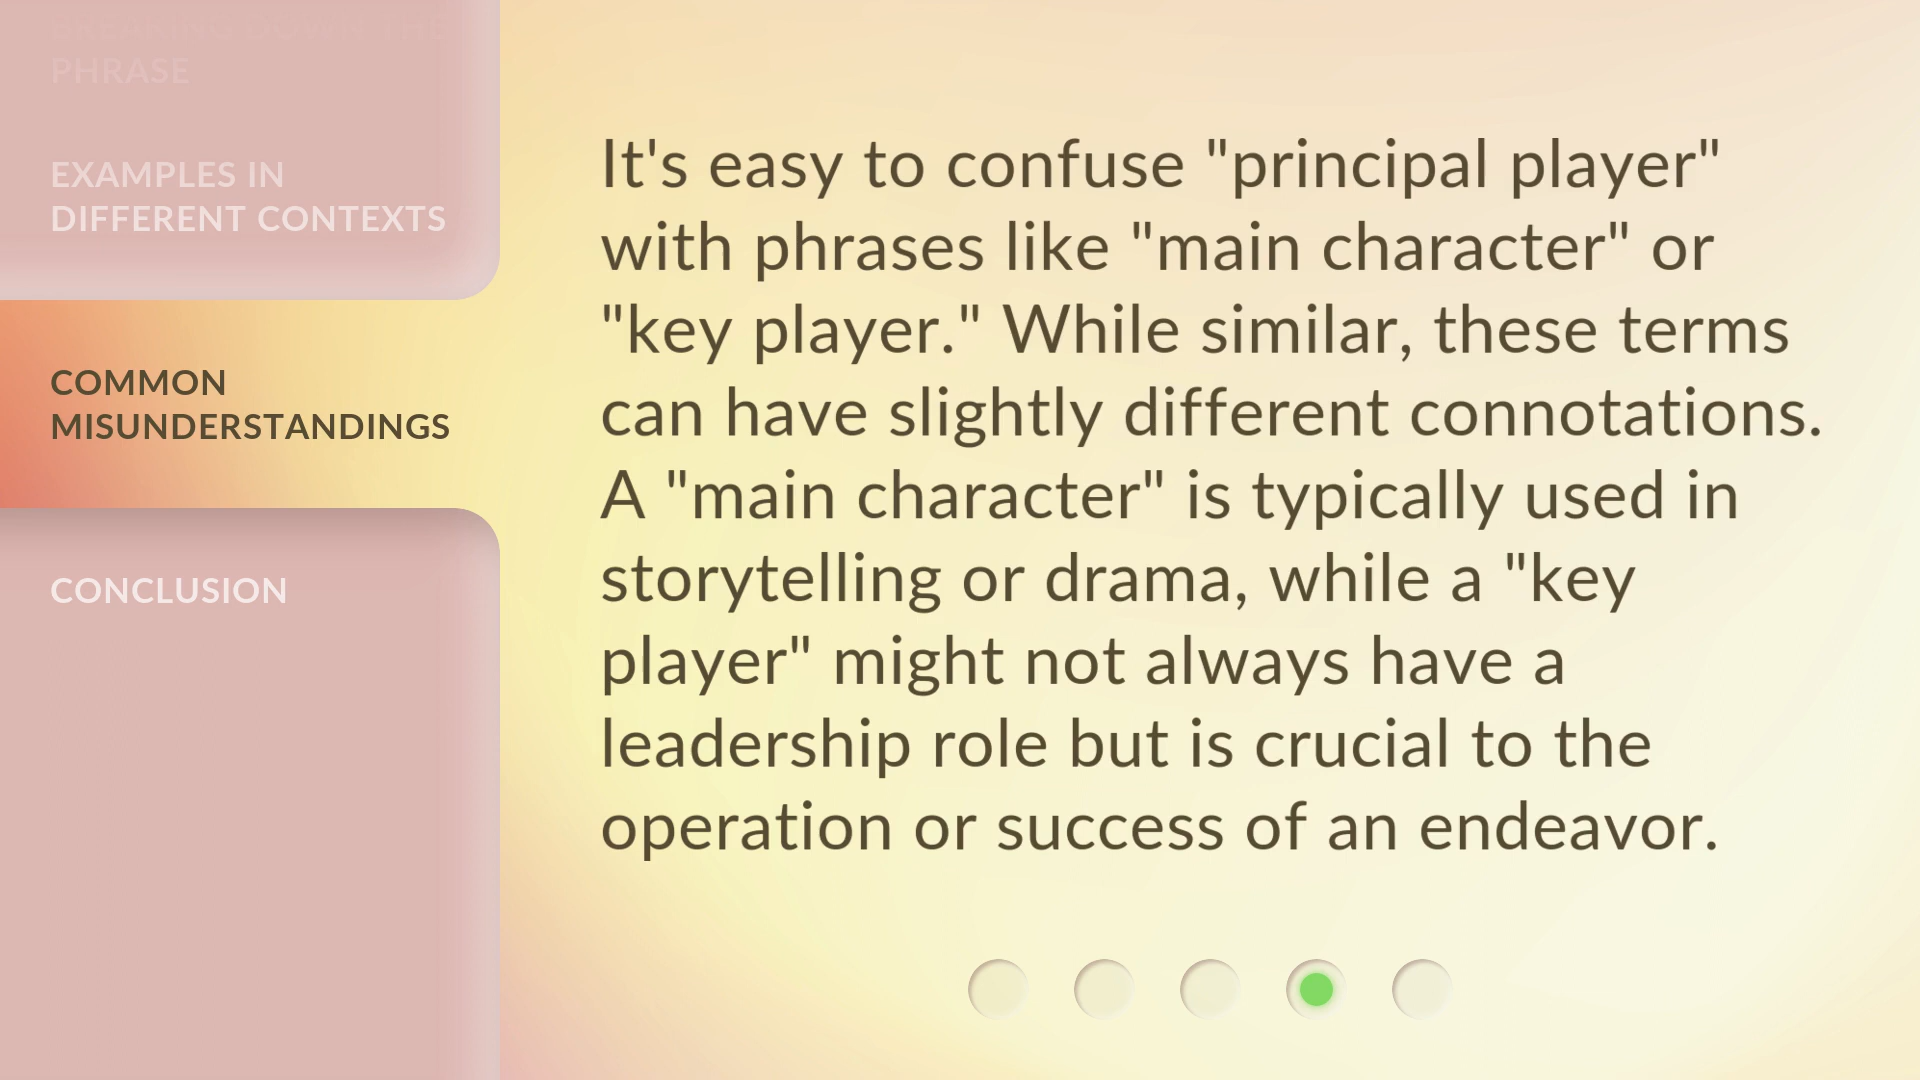 BREAKING DOWN THE
PHRASE
EXAMPLES IN
DIFFERENT CONTEXTS
COMMON
MISUNDERSTANDINGS
CONCLUSION
It's easy to confuse "principal player"
with phrases like "main character" or
"key player." While similar, these terms
can have slightly different connotations.
A "main character" is typically used in
storytelling or drama, while a "key
player" might not always have a
leadership role but is crucial to the
operation or success of an endeavor.